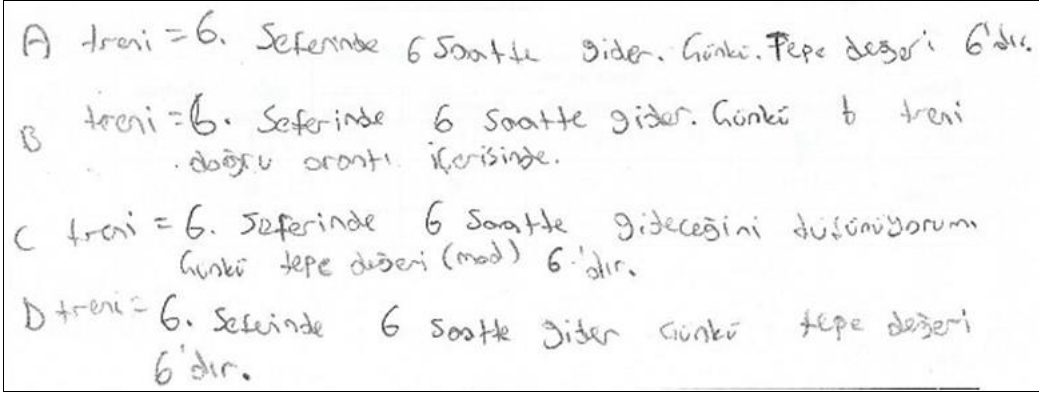 A treni = 6. Seferinde 6 Saatte gider. Çünkü. Tepe değeri 6'dır.
B treni = 6. Seferinde 6 saatte gider. Çünkü b treni
doğru orantı içerisinde.
C treni = 6. Seferinde 6 Saatte gideceğini düşünüyorum.
Çünkü tepe değeri (mod) 6'dır.
D treni = 6. Seferinde 6 saatte gider Çünkü tepe değeri
6'dır.